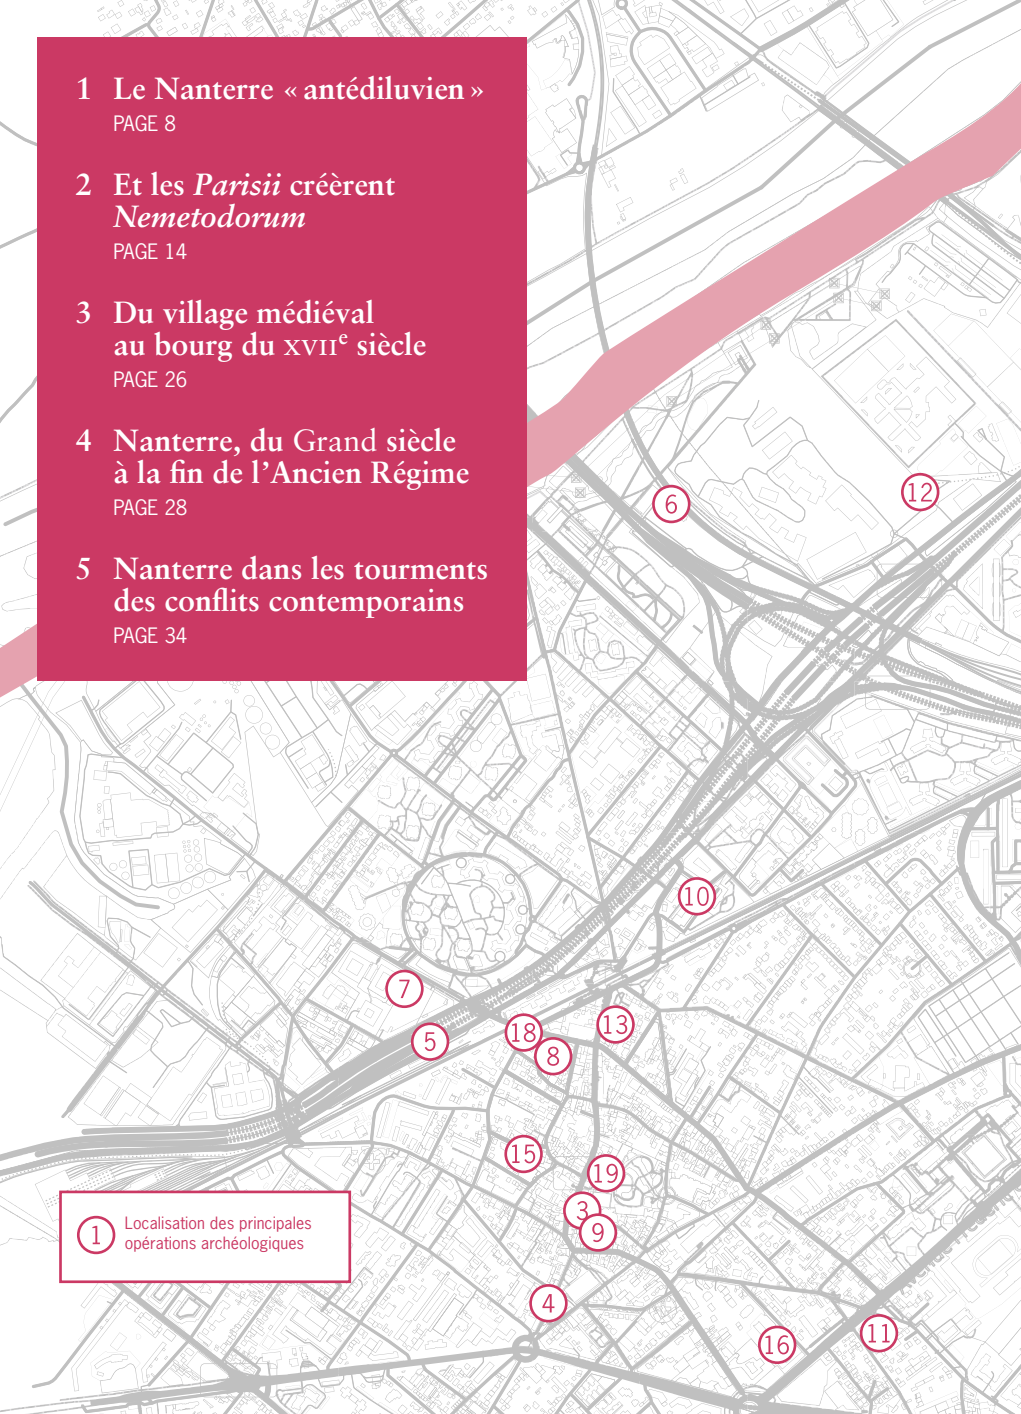 1 Le Nanterre « antédiluvien »
PAGE 8
2 Et les Parisii créèrent
Nemetodorum
PAGE 14
3 Du village médiéval
au bourg du XVIIe siècle
PAGE 26
4 Nanterre, du Grand siècle
à la fin de l’Ancien Régime
PAGE 28
5 Nanterre dans les tourments
des conflits contemporains
PAGE 34
6
12
10
7
5
18
13
8
15
19
3
9
4
16
11
1 Localisation des principales
opérations archéologiques